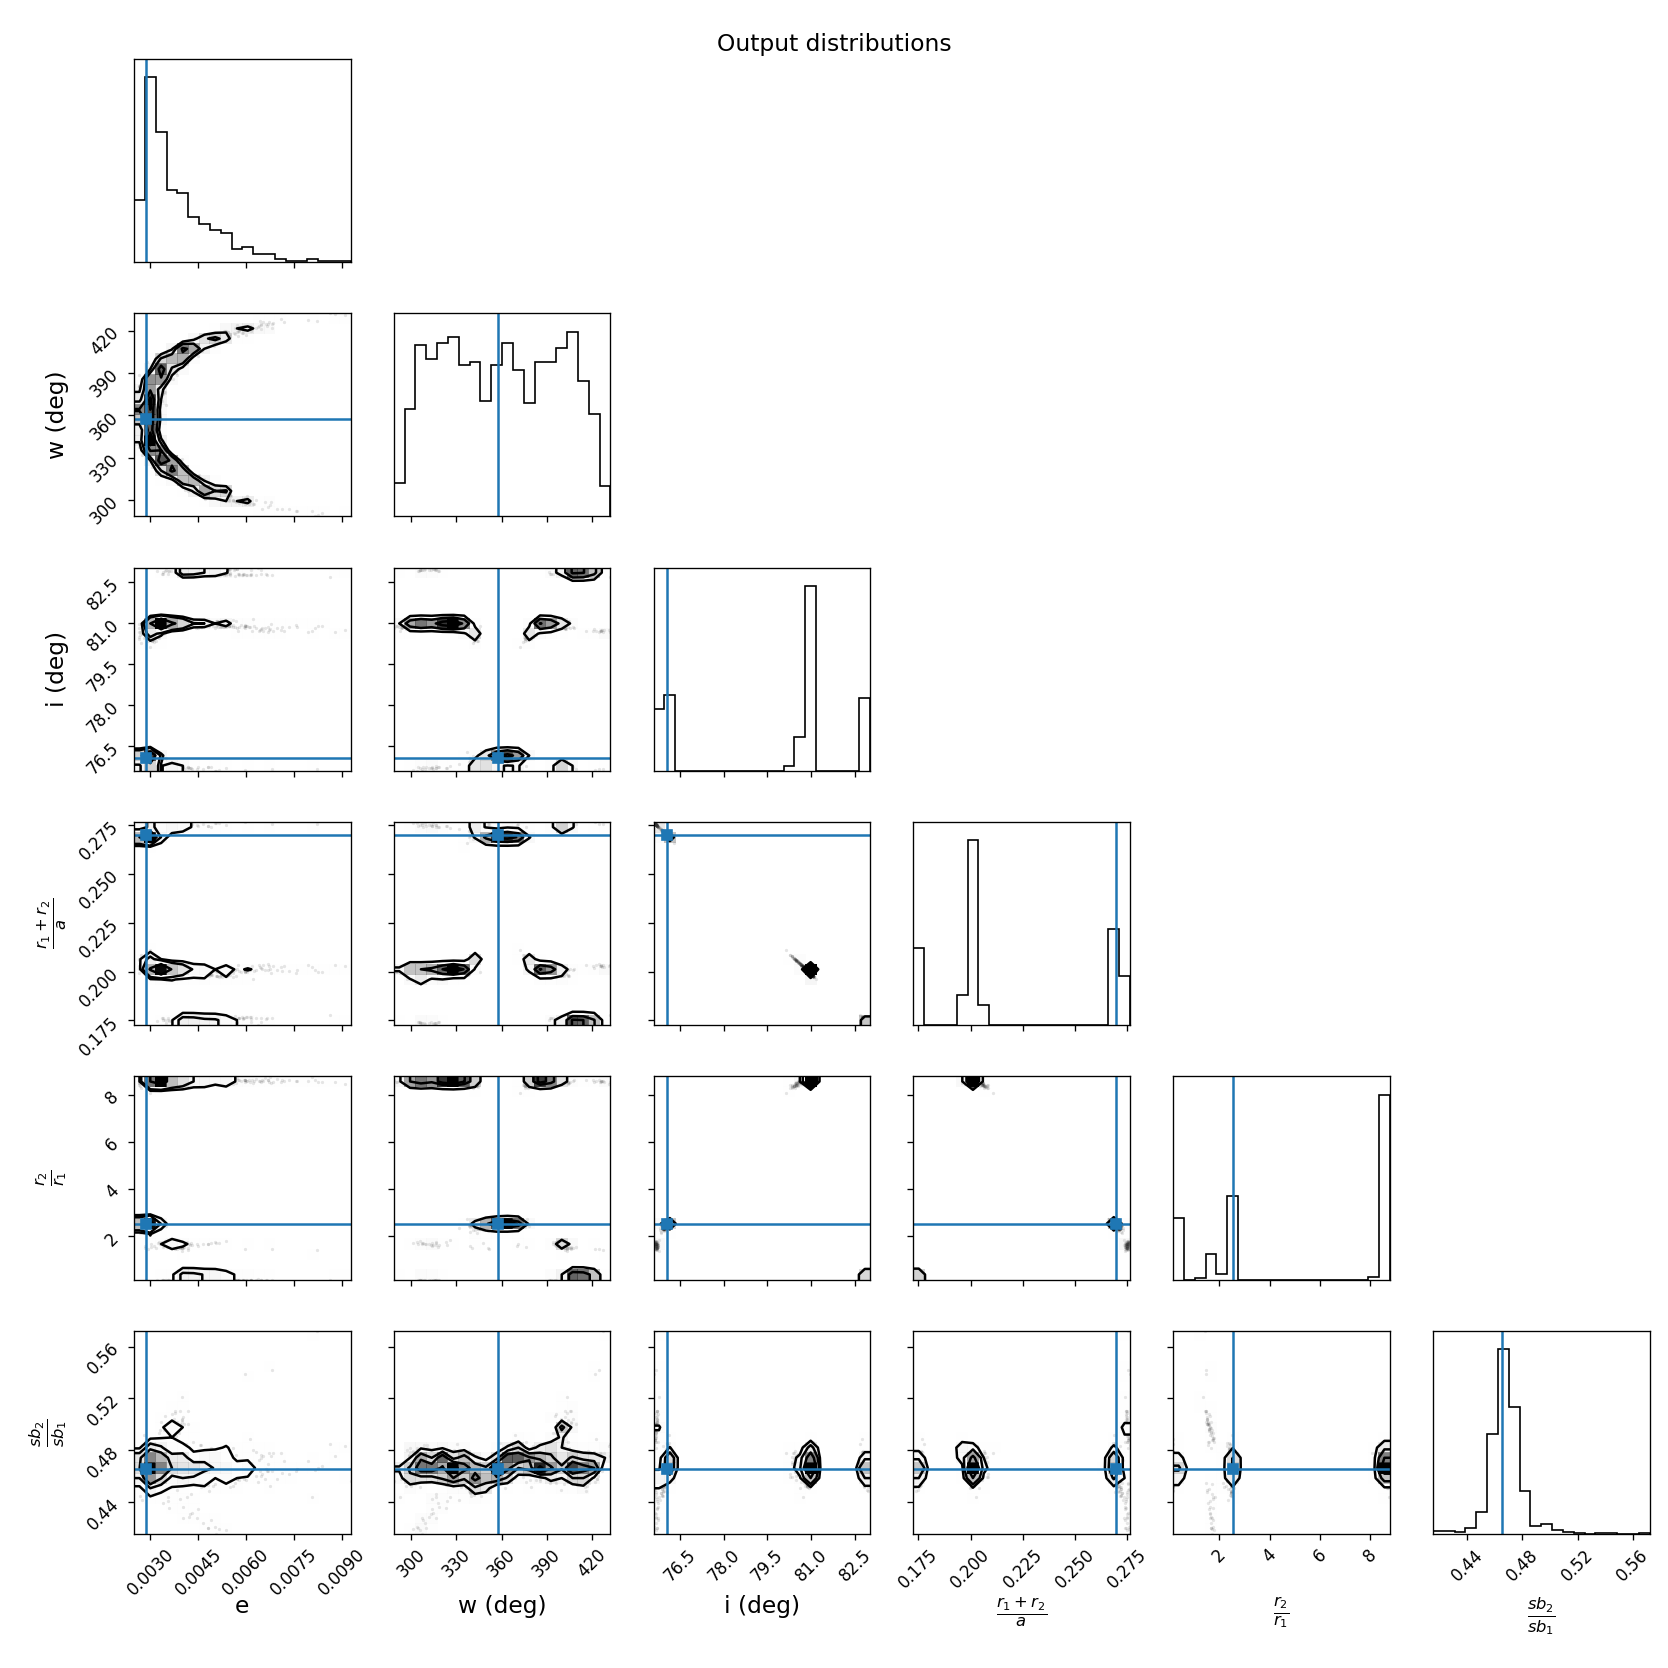 Output distributions
420
390
360
330
300
w (deg)
82.5
81.0
79.5
78.0
76.5
i (deg)
0.275
0.250
0.225
0.200
0.175
r₁ + r₂
a
8
6
4
2
r₂
r₁
0.56
0.52
0.48
0.44
sb₂
sb₁
0.0030 0.0045 0.0060 0.0075 0.0090
300 330 360 390 420
76.5 78.0 79.5 81.0 82.5
0.175 0.200 0.225 0.250 0.275
2 4 6 8
0.44 0.48 0.52 0.56
e
w (deg)
i (deg)
r₁ + r₂
a
r₂
r₁
sb₂
sb₁